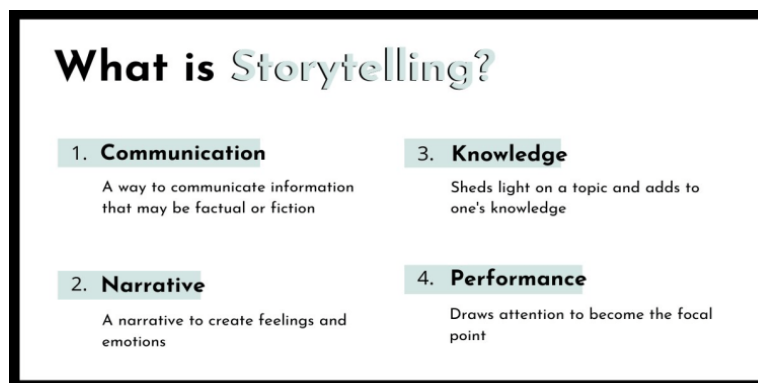 What is Storytelling?
1. Communication
A way to communicate information
that may be factual or fiction
2. Narrative
A narrative to create feelings and
emotions
3. Knowledge
Sheds light on a topic and adds to
one's knowledge
4. Performance
Draws attention to become the focal
point